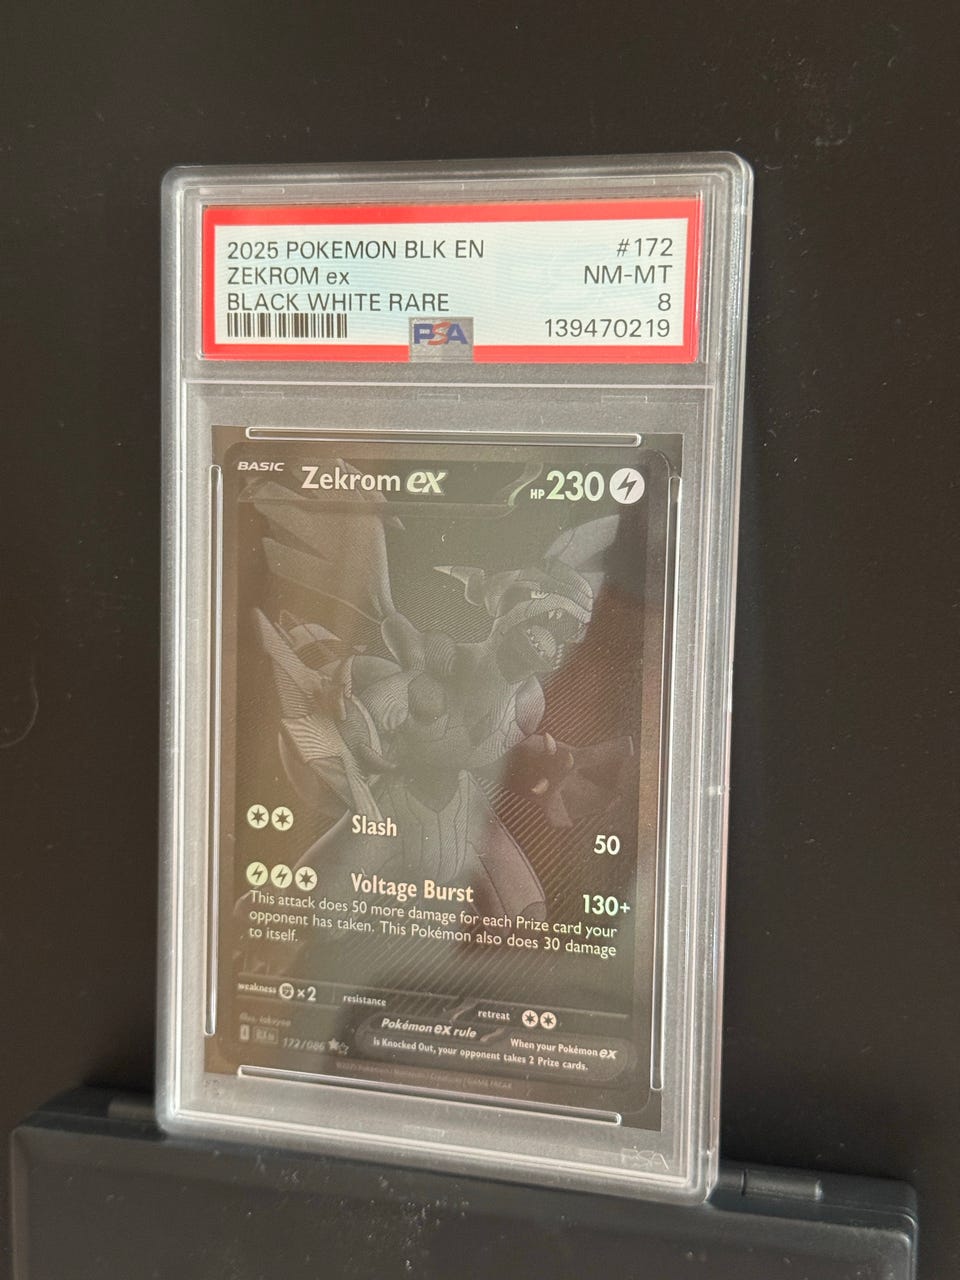 2025 POKEMON BLK EN #172
ZEKROM ex NM-MT
BLACK WHITE RARE 8
PSA 139470219
BASIC Zekrom ex HP 230
Slash 50
Voltage Burst 130+
This attack does 50 more damage for each Prize card your
opponent has taken. This Pokémon also does 30 damage
to itself.
weakness ×2 resistance retreat
Pokémon ex rule When your Pokémon ex
is Knocked Out, your opponent takes 2 Prize cards.
172/086
PSA